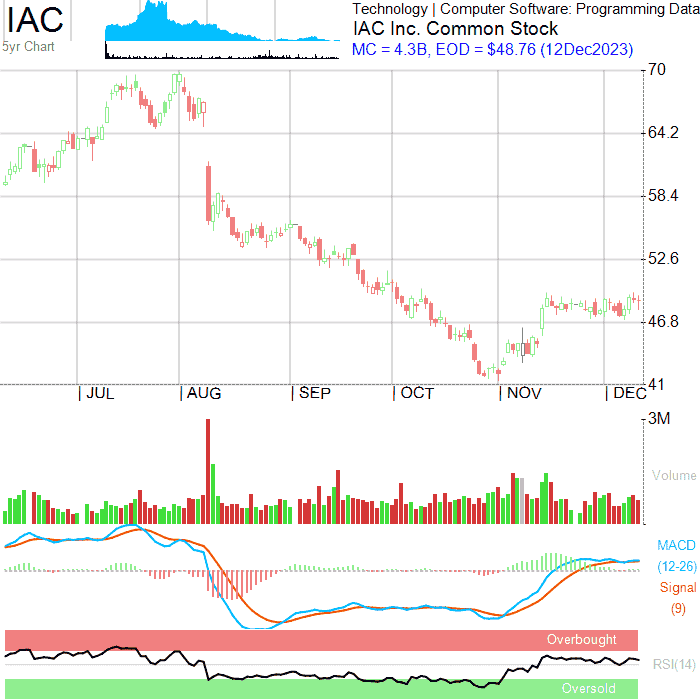 IAC
5yr Chart
Technology | Computer Software: Programming Data
IAC Inc. Common Stock
MC = 4.3B, EOD = $48.76 (12Dec2023)
70
64.2
58.4
52.6
46.8
41
JUL AUG SEP OCT NOV DEC
3M
Volume
MACD
(12-26)
Signal
(9)
Overbought
RSI(14)
Oversold